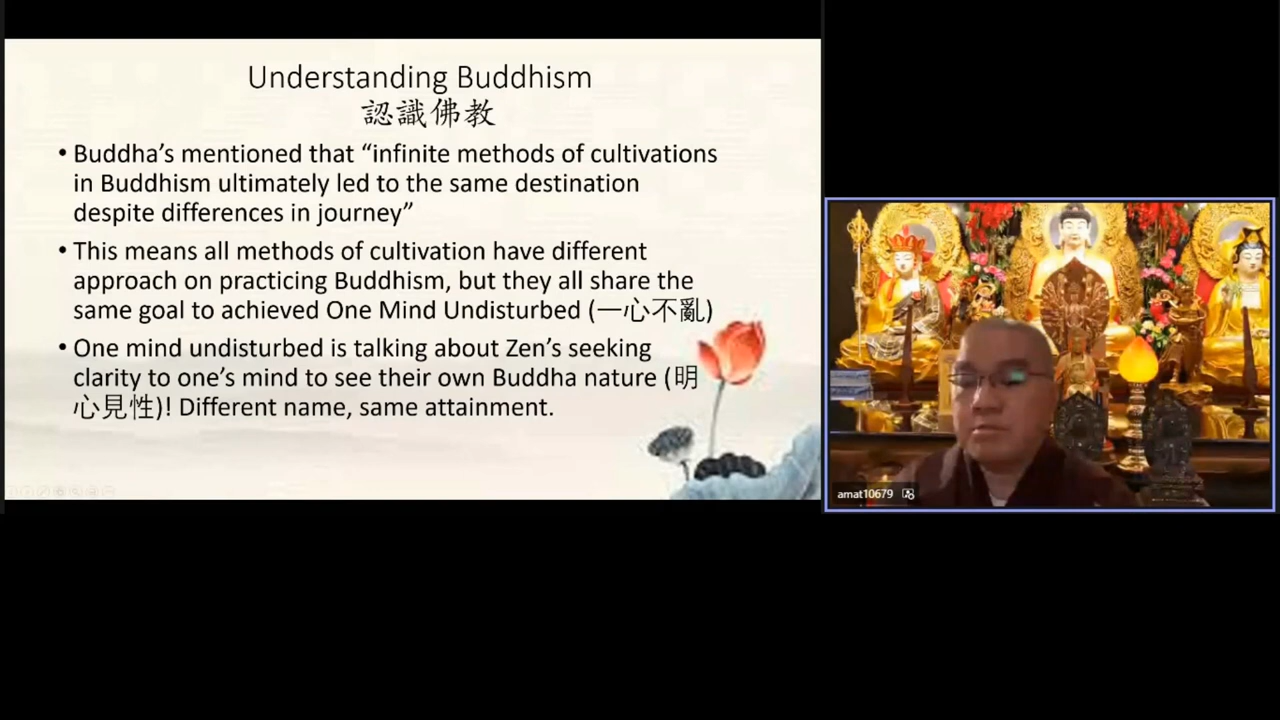 Understanding Buddhism
認識佛教
• Buddha’s mentioned that “infinite methods of cultivations
in Buddhism ultimately led to the same destination
despite differences in journey”
• This means all methods of cultivation have different
approach on practicing Buddhism, but they all share the
same goal to achieved One Mind Undisturbed (一心不亂)
• One mind undisturbed is talking about Zen’s seeking
clarity to one’s mind to see their own Buddha nature (明
心見性)! Different name, same attainment.
amat10679